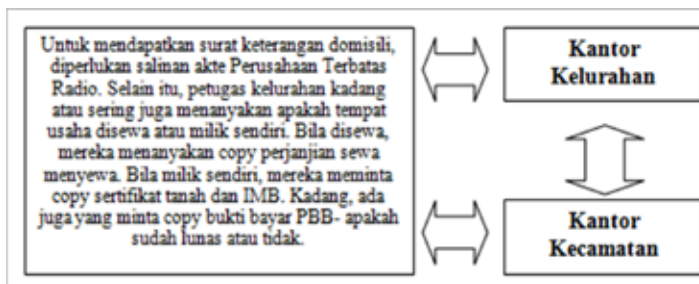 Untuk mendapatkan surat keterangan domisili,
diperlukan salinan akte Perusahaan Terbatas
Radio. Selain itu, petugas kelurahan kadang
atau sering juga menanyakan apakah tempat
usaha disewa atau milik sendiri. Bila disewa,
mereka menanyakan copy perjanjian sewa
menyewa. Bila milik sendiri, mereka meminta
copy sertifikat tanah dan IMB. Kadang, ada
juga yang minta copy bukti bayar PBB- apakah
sudah lunas atau tidak.
Kantor
Kelurahan
Kantor
Kecamatan